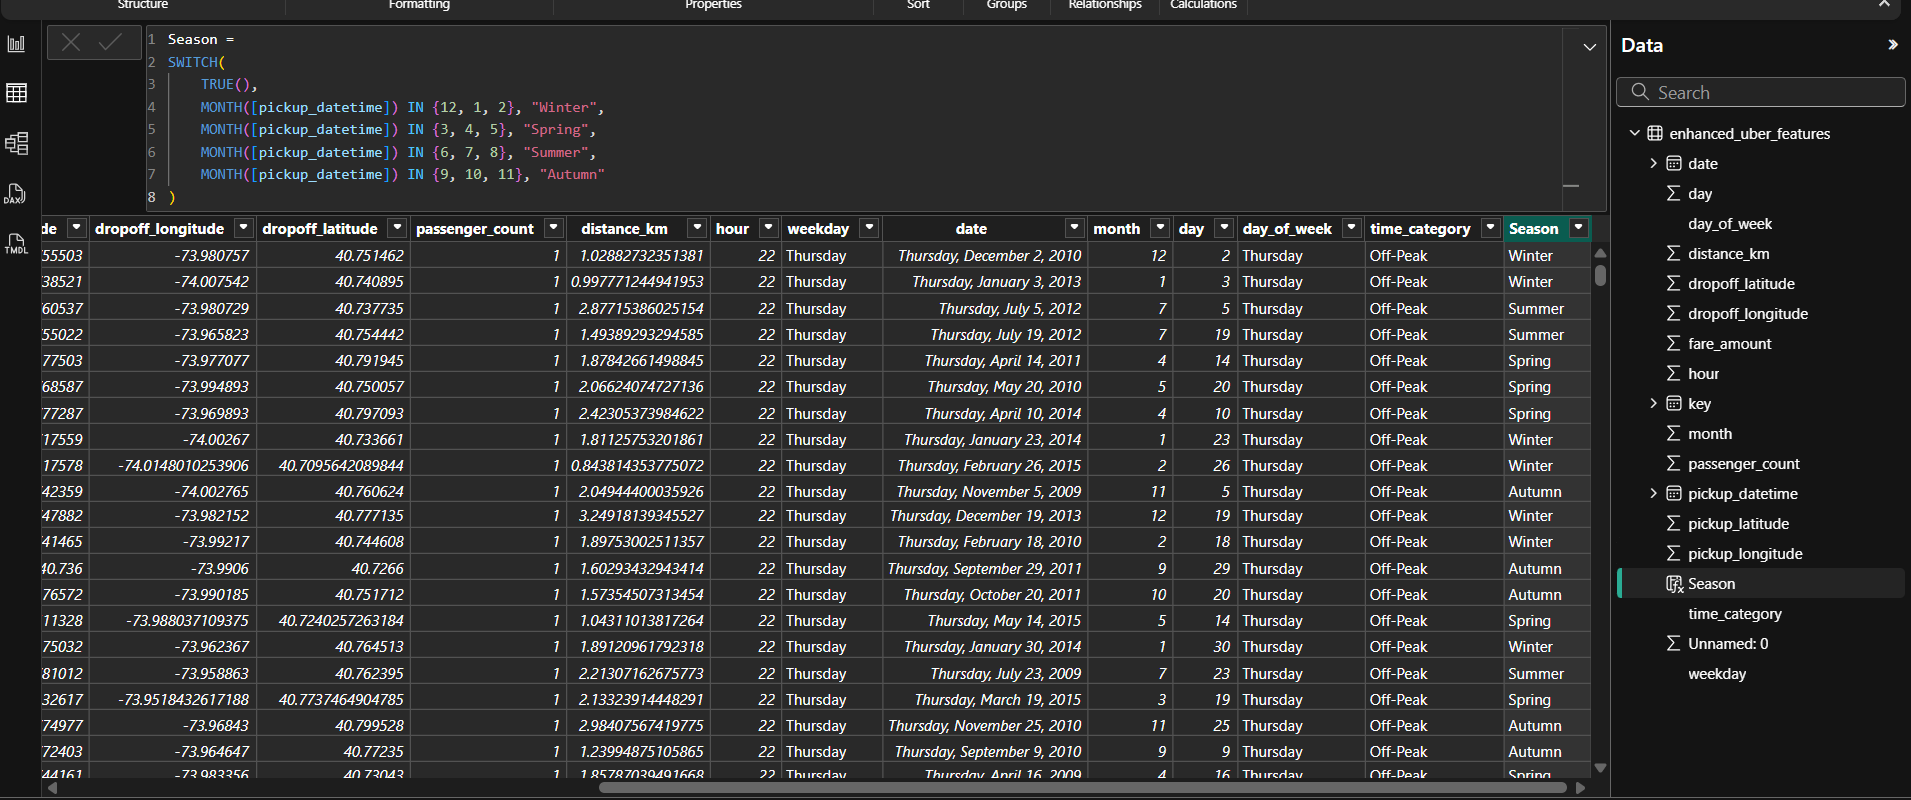 Structure Formatting Properties Sort Groups Relationships Calculations
1 Season =
2 SWITCH(
3 TRUE(),
4 MONTH([pickup_datetime]) IN {12, 1, 2}, "Winter",
5 MONTH([pickup_datetime]) IN {3, 4, 5}, "Spring",
6 MONTH([pickup_datetime]) IN {6, 7, 8}, "Summer",
7 MONTH([pickup_datetime]) IN {9, 10, 11}, "Autumn"
8 )
DAX
TMDL
de dropoff_longitude dropoff_latitude passenger_count distance_km hour weekday date month day day_of_week time_category Season
55503 -73.980757 40.751462 1 1.02882732351381 22 Thursday Thursday, December 2, 2010 12 2 Thursday Off-Peak Winter
38521 -74.007542 40.740895 1 0.997771244941953 22 Thursday Thursday, January 3, 2013 1 3 Thursday Off-Peak Winter
60537 -73.980729 40.737735 1 2.87715386025154 22 Thursday Thursday, July 5, 2012 7 5 Thursday Off-Peak Summer
55022 -73.965823 40.754442 1 1.49389293294585 22 Thursday Thursday, July 19, 2012 7 19 Thursday Off-Peak Summer
77503 -73.977077 40.791945 1 1.87842661498845 22 Thursday Thursday, April 14, 2011 4 14 Thursday Off-Peak Spring
68587 -73.994893 40.750057 1 2.06624074727136 22 Thursday Thursday, May 20, 2010 5 20 Thursday Off-Peak Spring
77287 -73.969893 40.797093 1 2.42305373984622 22 Thursday Thursday, April 10, 2014 4 10 Thursday Off-Peak Spring
17559 -74.00267 40.733661 1 1.81125753201861 22 Thursday Thursday, January 23, 2014 1 23 Thursday Off-Peak Winter
17578 -74.0148010253906 40.7095642089844 1 0.843814353775072 22 Thursday Thursday, February 26, 2015 2 26 Thursday Off-Peak Winter
42359 -74.002765 40.760624 1 2.04944400035926 22 Thursday Thursday, November 5, 2009 11 5 Thursday Off-Peak Autumn
47882 -73.982152 40.777135 1 3.24918139345527 22 Thursday Thursday, December 19, 2013 12 19 Thursday Off-Peak Winter
41465 -73.99217 40.744608 1 1.89753002511357 22 Thursday Thursday, February 18, 2010 2 18 Thursday Off-Peak Winter
40.736 -73.9906 40.7266 1 1.60293432943414 22 Thursday Thursday, September 29, 2011 9 29 Thursday Off-Peak Autumn
76572 -73.990185 40.751712 1 1.57354507313454 22 Thursday Thursday, October 20, 2011 10 20 Thursday Off-Peak Autumn
11328 -73.988037109375 40.7240257263184 1 1.04311013817264 22 Thursday Thursday, May 14, 2015 5 14 Thursday Off-Peak Spring
75032 -73.962367 40.764513 1 1.89120961792318 22 Thursday Thursday, January 30, 2014 1 30 Thursday Off-Peak Winter
81012 -73.958863 40.762395 1 2.21307162675773 22 Thursday Thursday, July 23, 2009 7 23 Thursday Off-Peak Summer
32617 -73.9518432617188 40.7737464904785 1 2.13323914448291 22 Thursday Thursday, March 19, 2015 3 19 Thursday Off-Peak Spring
74977 -73.96843 40.799528 1 2.98407567419775 22 Thursday Thursday, November 25, 2010 11 25 Thursday Off-Peak Autumn
72403 -73.964647 40.77235 1 1.23994875105865 22 Thursday Thursday, September 9, 2010 9 9 Thursday Off-Peak Autumn
44161 -73.983356 40.73043 1 1.85787039491668 22 Thursday Thursday, April 16, 2009 4 16 Thursday Off-Peak Spring
Data
Search
enhanced_uber_features
date
day
day_of_week
distance_km
dropoff_latitude
dropoff_longitude
fare_amount
hour
key
month
passenger_count
pickup_datetime
pickup_latitude
pickup_longitude
Season
time_category
Unnamed: 0
weekday